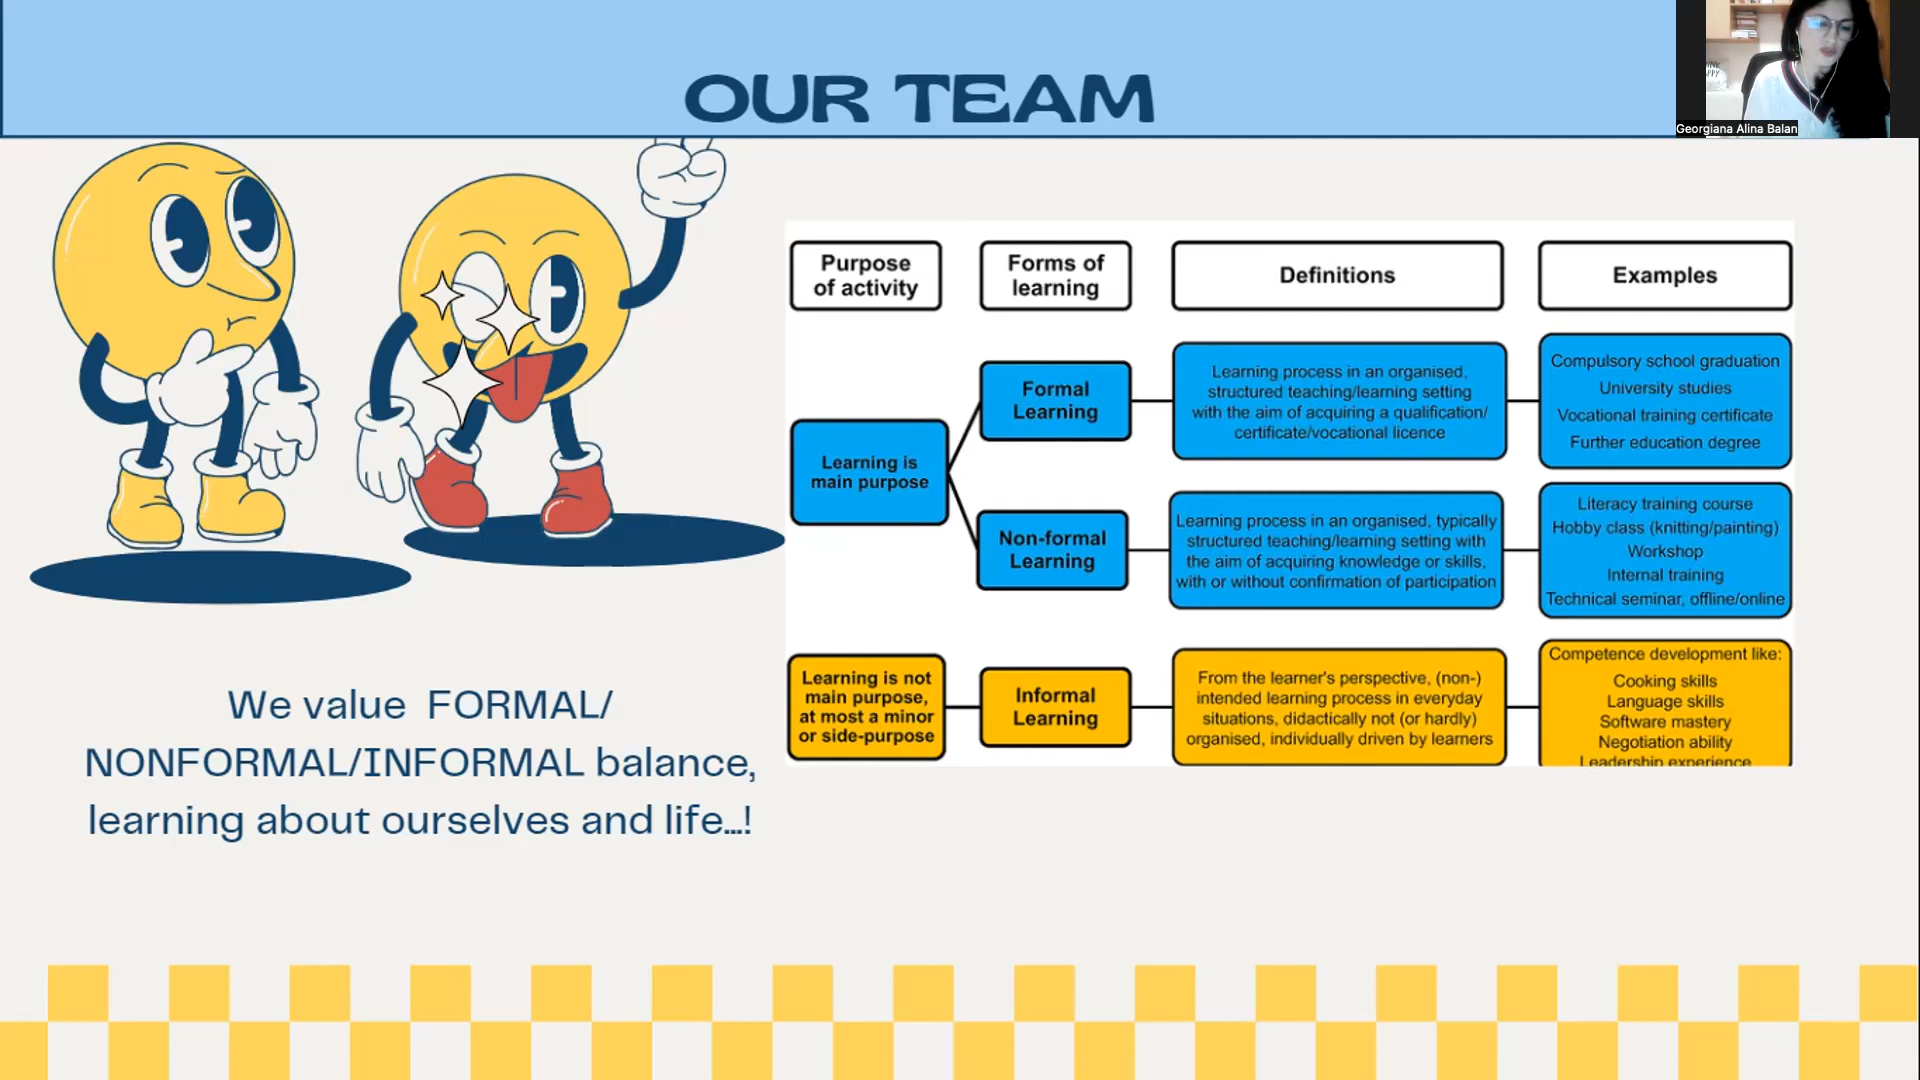 OUR TEAM
Georgiana Alina Balan
Purpose
of activity
Forms of
learning
Definitions
Examples
Learning is
main purpose
Formal
Learning
Learning process in an organised,
structured teaching/learning setting
with the aim of acquiring a qualification/
certificate/vocational licence
Compulsory school graduation
University studies
Vocational training certificate
Further education degree
Non-formal
Learning
Learning process in an organised, typically
structured teaching/learning setting with
the aim of acquiring knowledge or skills,
with or without confirmation of participation
Literacy training course
Hobby class (knitting/painting)
Workshop
Internal training
Technical seminar, offline/online
Learning is not
main purpose,
at most a minor
or side-purpose
Informal
Learning
From the learner's perspective, (non-)
intended learning process in everyday
situations, didactically not (or hardly)
organised, individually driven by learners
Competence development like:
Cooking skills
Language skills
Software mastery
Negotiation ability
Leadership experience
We value FORMAL/
NONFORMAL/INFORMAL balance,
learning about ourselves and life...!